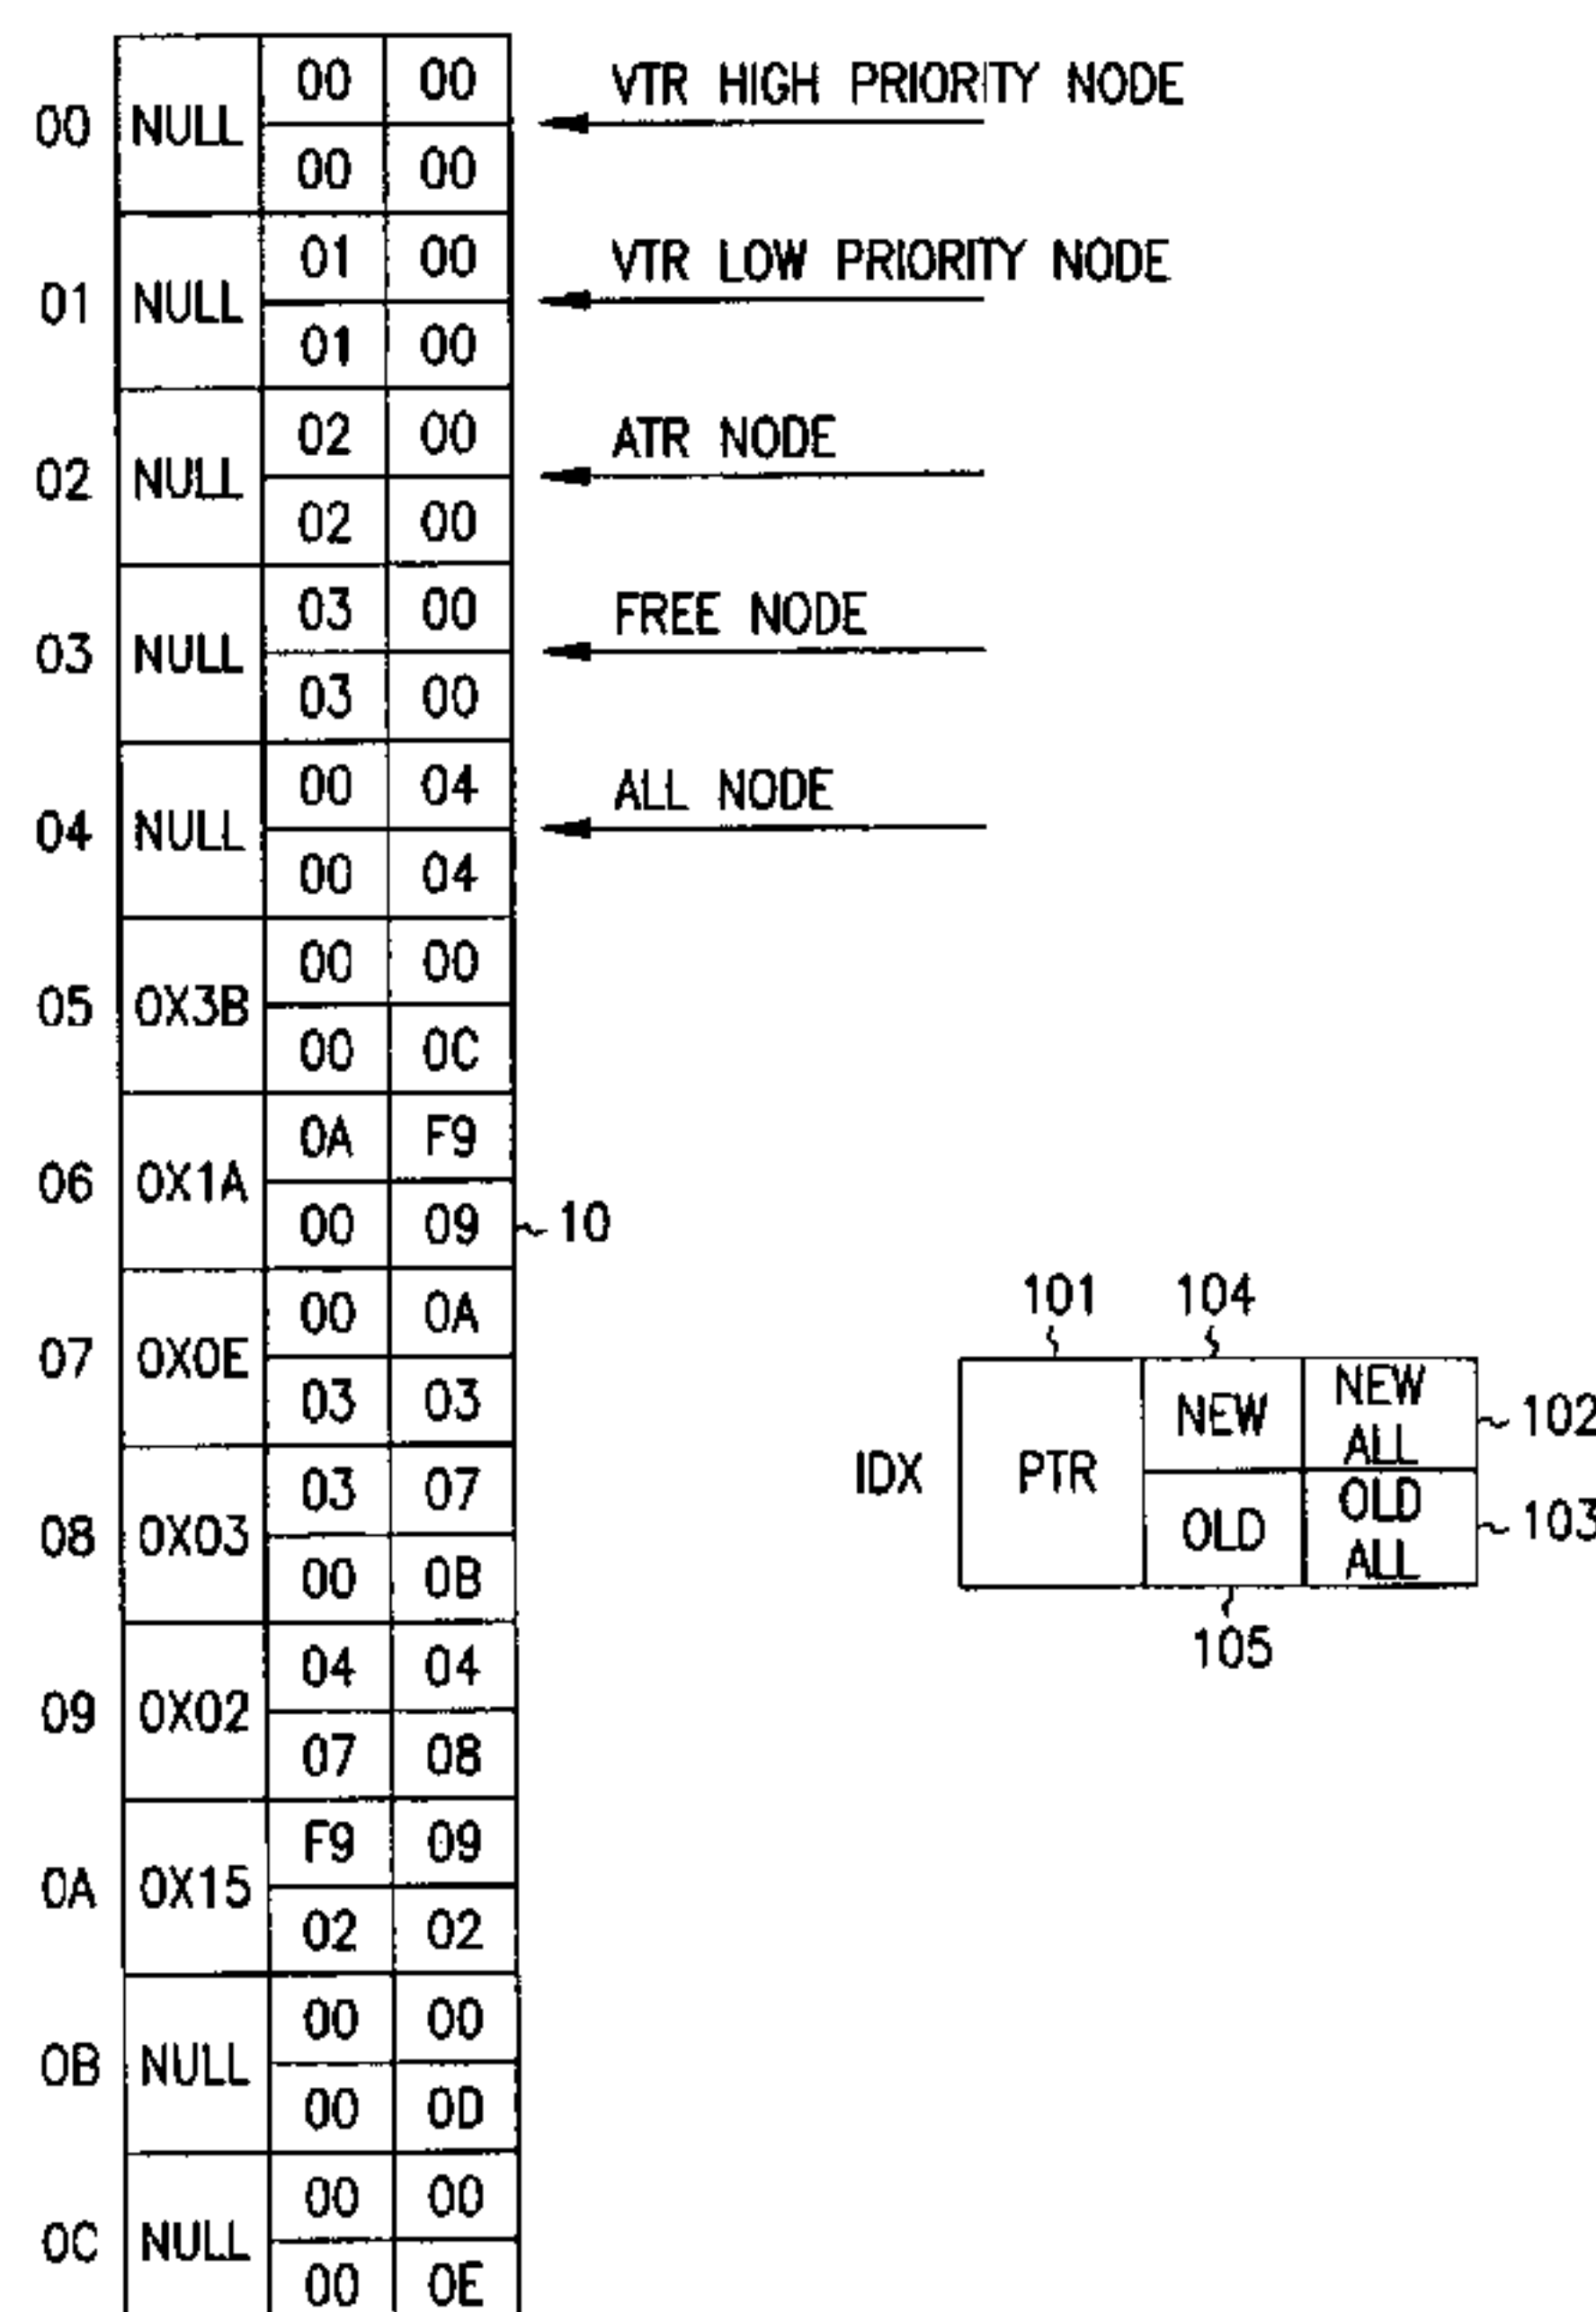 00 NULL 00 00
00 00
VTR HIGH PRIORITY NODE
01 NULL 01 00
01 00
VTR LOW PRIORITY NODE
02 NULL 02 00
02 00
ATR NODE
03 NULL 03 00
03 00
FREE NODE
04 NULL 00 04
00 04
ALL NODE
05 0X3B 00 00
00 0C
06 0X1A 0A F9
00 09
10
07 0X0E 00 0A
03 03
08 0X03 03 07
00 0B
09 0X02 04 04
07 08
0A 0X15 F9 09
02 02
0B NULL 00 00
00 0D
0C NULL 00 00
00 0E
101 104
IDX PTR NEW NEW ALL 102
OLD OLD ALL 103
105